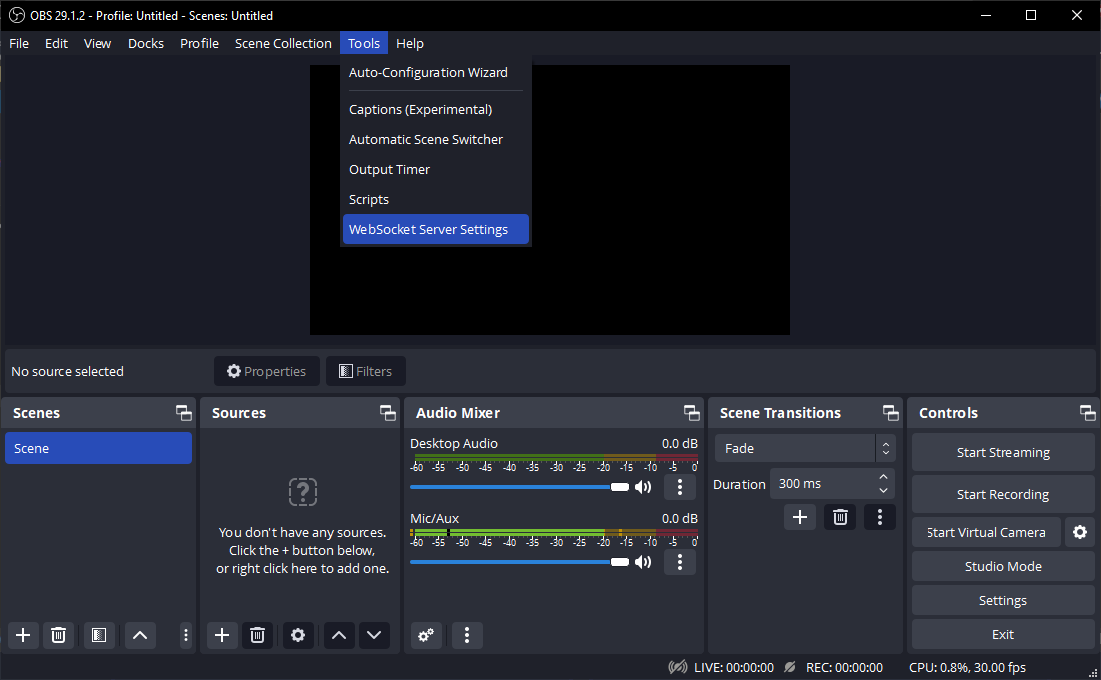 OBS 29.1.2 - Profile: Untitled - Scenes: Untitled
File Edit View Docks Profile Scene Collection Tools Help
Auto-Configuration Wizard
Captions (Experimental)
Automatic Scene Switcher
Output Timer
Scripts
WebSocket Server Settings
No source selected
Properties
Filters
Scenes
Scene
Sources
You don't have any sources.
Click the + button below,
or right click here to add one.
Audio Mixer
Desktop Audio 0.0 dB
-60 -55 -50 -45 -40 -35 -30 -25 -20 -15 -10 -5 0
Mic/Aux 0.0 dB
-60 -55 -50 -45 -40 -35 -30 -25 -20 -15 -10 -5 0
Scene Transitions
Fade
Duration 300 ms
Controls
Start Streaming
Start Recording
Start Virtual Camera
Studio Mode
Settings
Exit
LIVE: 00:00:00 REC: 00:00:00 CPU: 0.8%, 30.00 fps